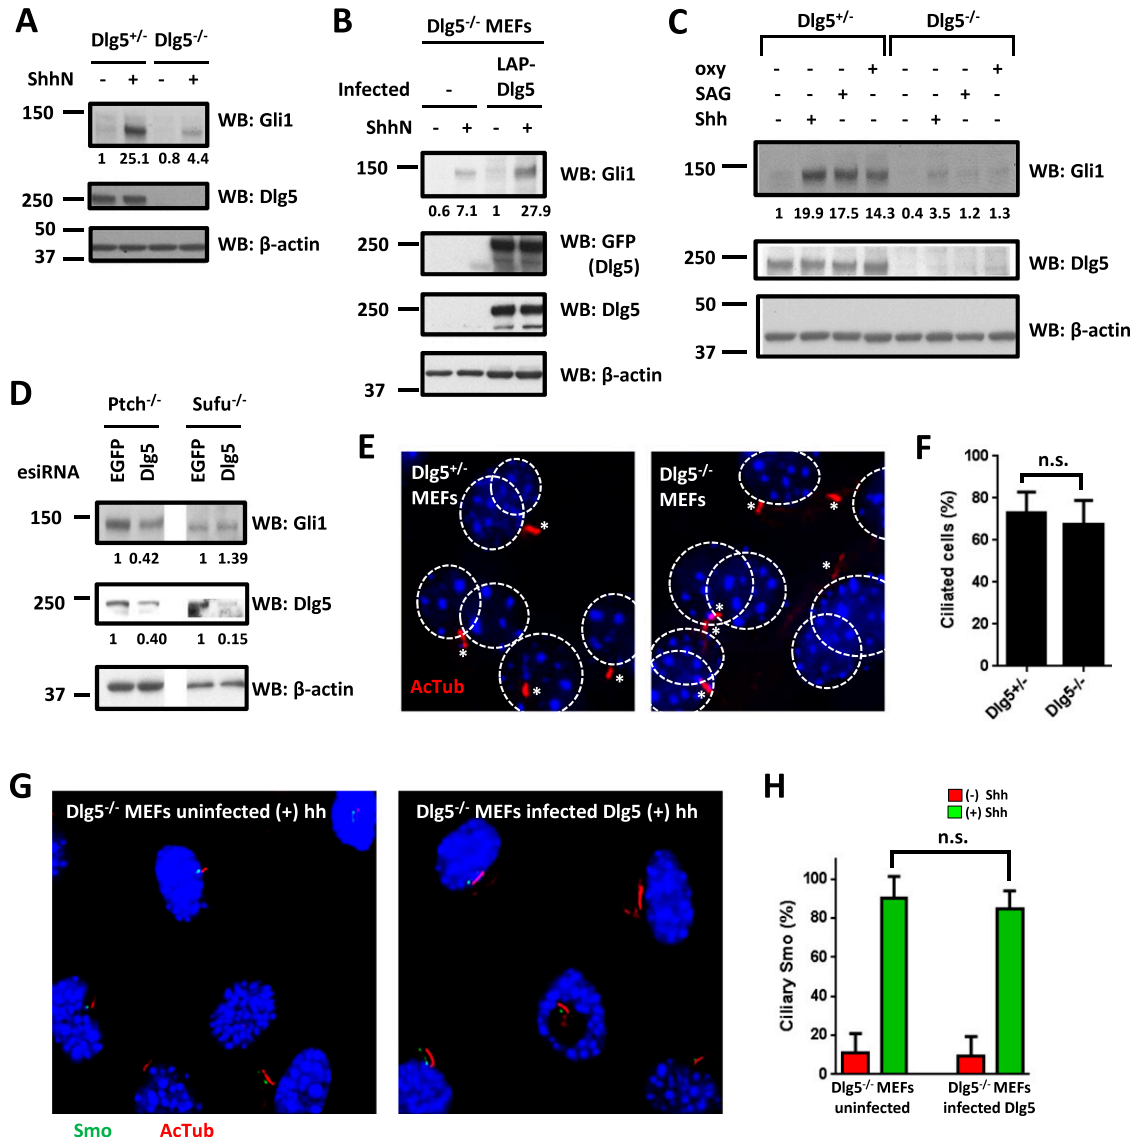 A
Dlg5+/- Dlg5-/-
ShhN - + - +
150 WB: Gli1
1 25.1 0.8 4.4
250 WB: Dlg5
50
37 WB: β-actin
B
Dlg5-/- MEFs
LAP-
Infected - Dlg5
ShhN - + - +
150 WB: Gli1
0.6 7.1 1 27.9
250 WB: GFP
(Dlg5)
250 WB: Dlg5
37 WB: β-actin
C
Dlg5+/- Dlg5-/-
oxy - - - + - - - +
SAG - - + - - - + -
Shh - + - - - + - -
150 WB: Gli1
1 19.9 17.5 14.3 0.4 3.5 1.2 1.3
250 WB: Dlg5
50
37 WB: β-actin
D
Ptch-/- Sufu-/-
esiRNA EGFP Dlg5 EGFP Dlg5
150 WB: Gli1
1 0.42 1 1.39
250 WB: Dlg5
1 0.40 1 0.15
37 WB: β-actin
E
Dlg5+/-
MEFs
* * * * *
AcTub
Dlg5-/-
MEFs
* * * * * *
F
n.s.
Ciliated cells (%)
100
80
60
40
20
0
Dlg5+/- Dlg5-/-
G
Dlg5-/- MEFs uninfected (+) hh
Dlg5-/- MEFs infected Dlg5 (+) hh
Smo AcTub
H
(-) Shh
(+) Shh
n.s.
Ciliary Smo (%)
100
80
60
40
20
0
Dlg5-/- MEFs
uninfected
Dlg5-/- MEFs
infected Dlg5